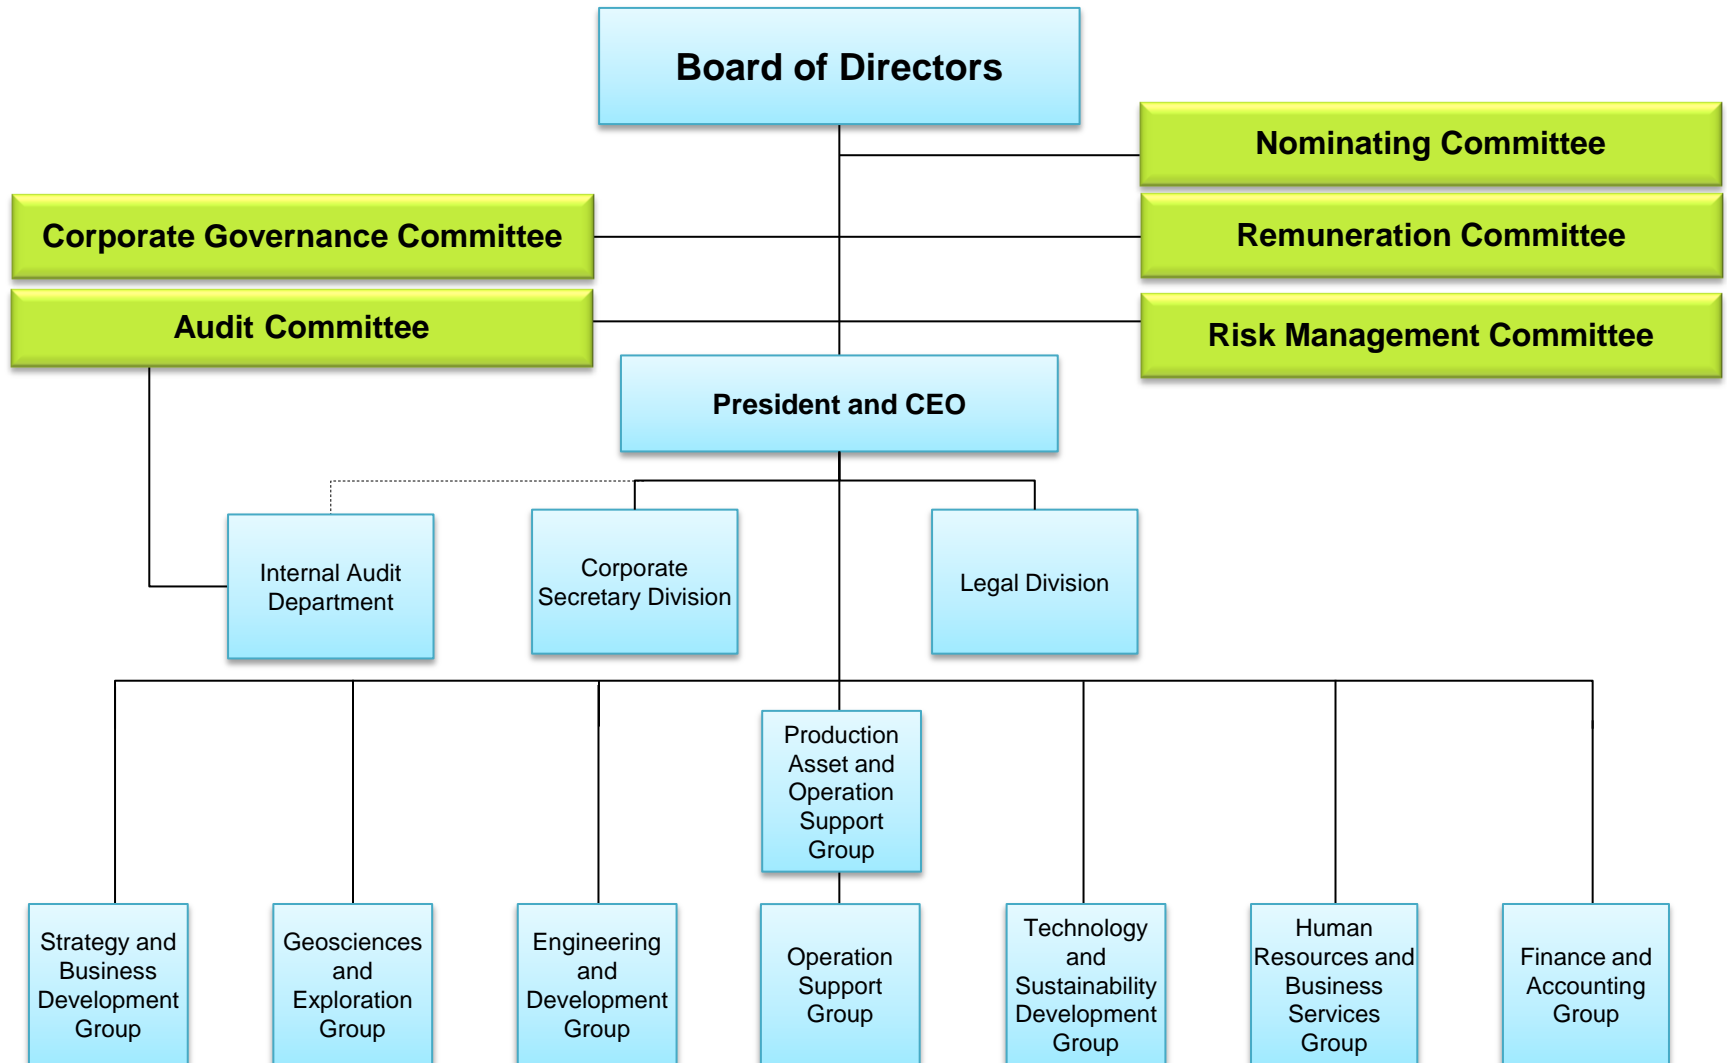 Board of Directors
Nominating Committee
Corporate Governance Committee
Remuneration Committee
Audit Committee
Risk Management Committee
President and CEO
Internal Audit
Department
Corporate
Secretary Division
Legal Division
Production
Asset and
Operation
Support
Group
Strategy and
Business
Development
Group
Geosciences
and
Exploration
Group
Engineering
and
Development
Group
Operation
Support
Group
Technology
and
Sustainability
Development
Group
Human
Resources and
Business
Services
Group
Finance and
Accounting
Group